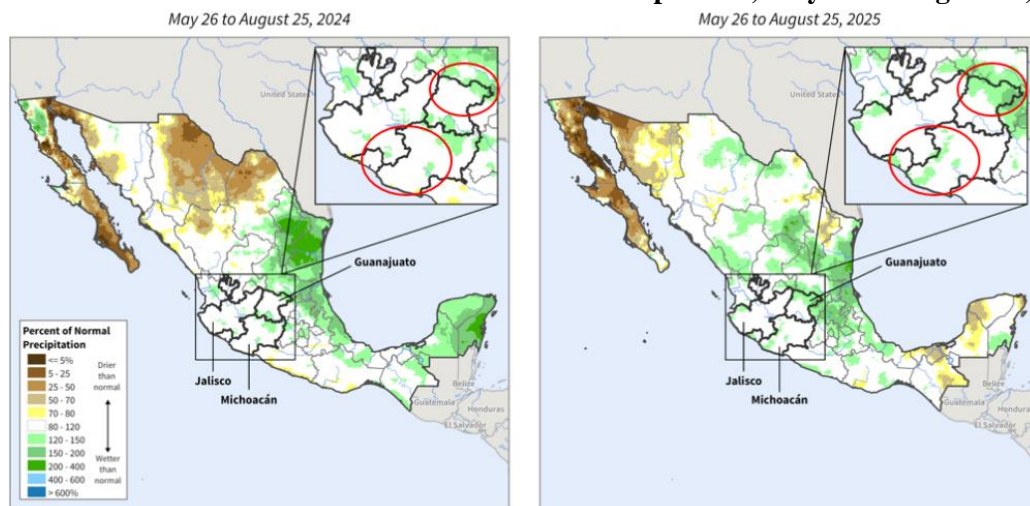 May 26 to August 25, 2024
May 26 to August 25, 2025
United States
Guanajuato
Jalisco
Michoacán
Belize
Guatemala
Honduras
El Salvador
Percent of Normal
Precipitation
<= 5%
5 - 25
25 - 50
50 - 70
70 - 80
80 - 120
120 - 150
150 - 200
200 - 400
400 - 600
> 600%
Drier
than
normal
Wetter
than
normal
United States
Guanajuato
Jalisco
Michoacán
Belize
Guatemala
Honduras
El Salvador